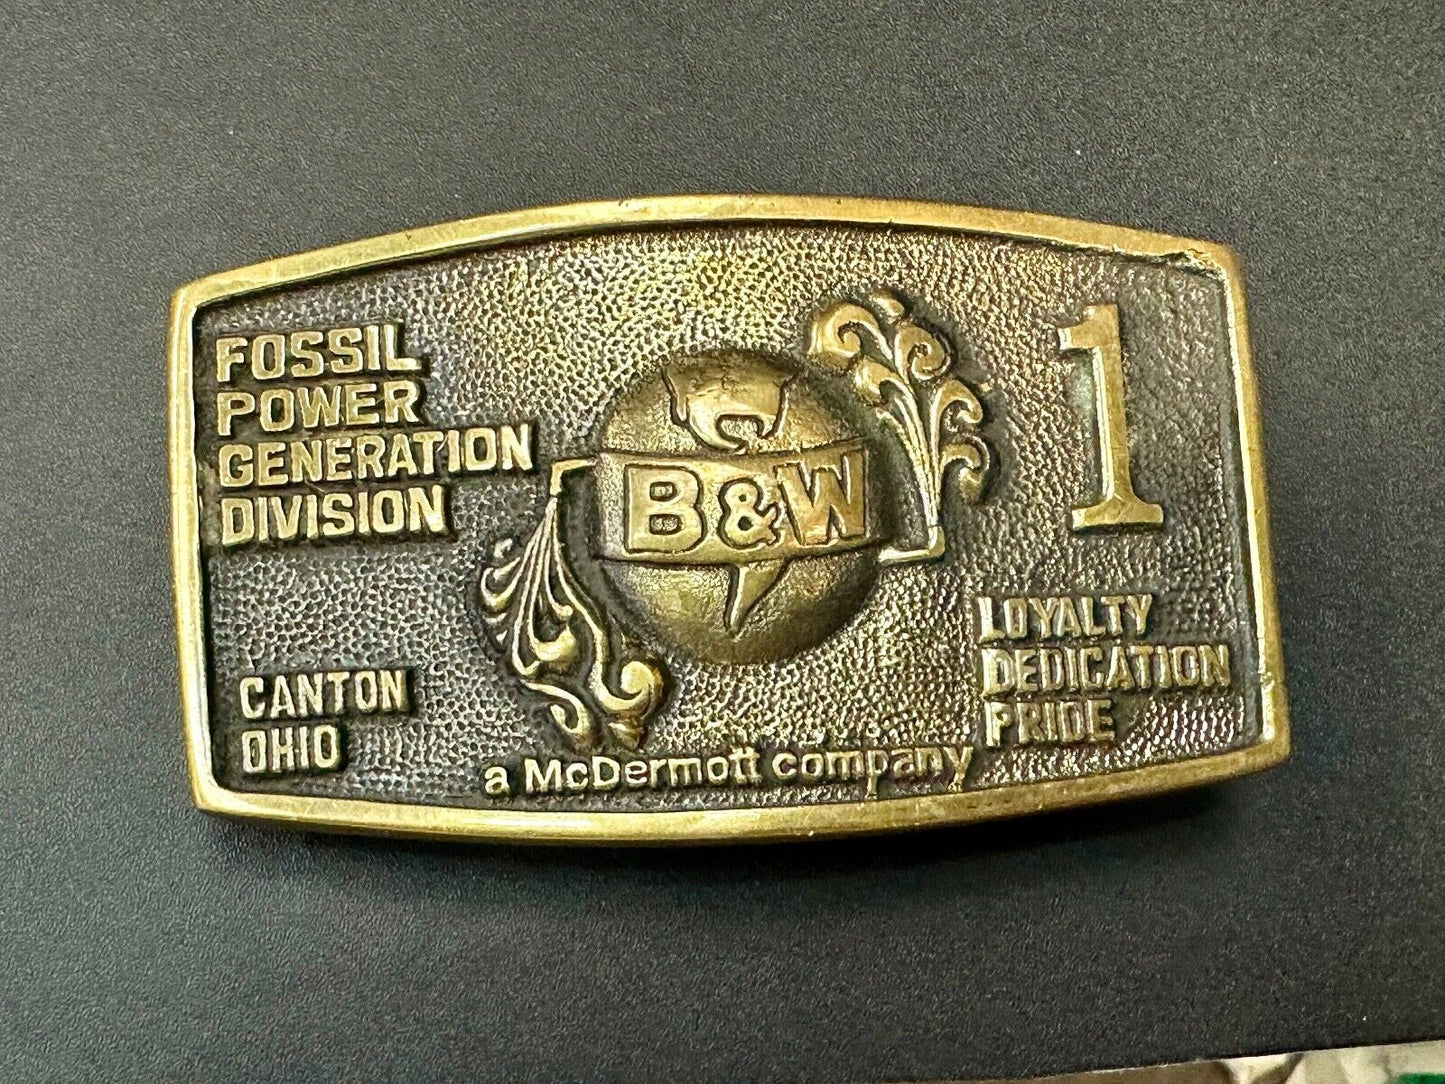 FOSSIL
POWER
GENERATION
DIVISION
CANTON
OHIO
B&W
1
LOYALTY
DEDICATION
PRIDE
a McDermott company